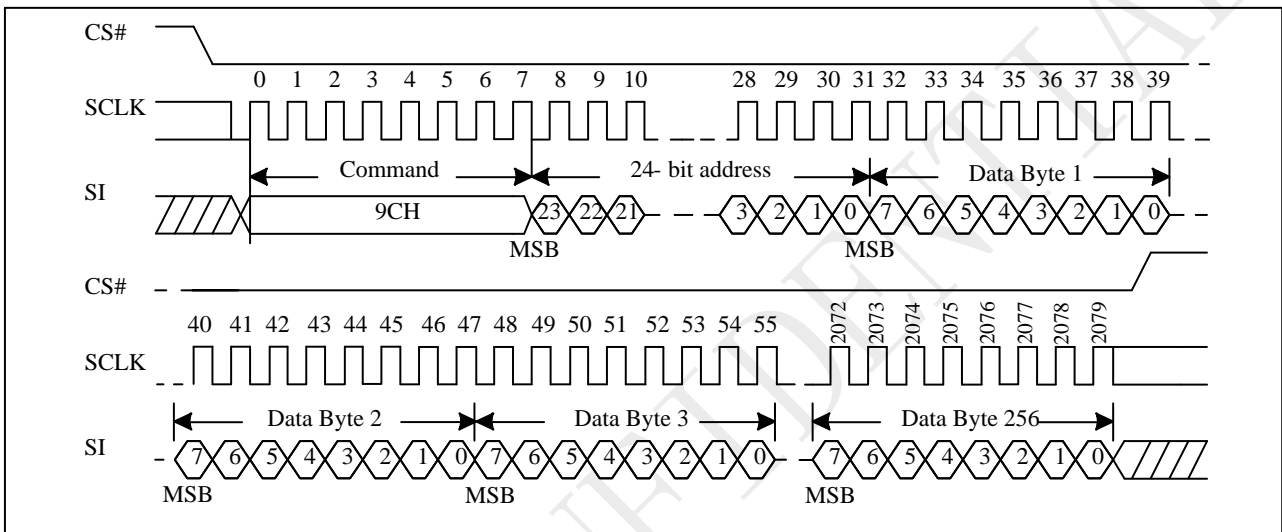 CS#
0 1 2 3 4 5 6 7 8 9 10 28 29 30 31 32 33 34 35 36 37 38 39
SCLK
Command 24- bit address Data Byte 1
SI
9CH 23 22 21 3 2 1 0 7 6 5 4 3 2 1 0
MSB MSB
CS#
40 41 42 43 44 45 46 47 48 49 50 51 52 53 54 55 2072 2073 2074 2075 2076 2077 2078 2079
SCLK
Data Byte 2 Data Byte 3 Data Byte 256
SI
7 6 5 4 3 2 1 0 7 6 5 4 3 2 1 0 7 6 5 4 3 2 1 0
MSB MSB MSB